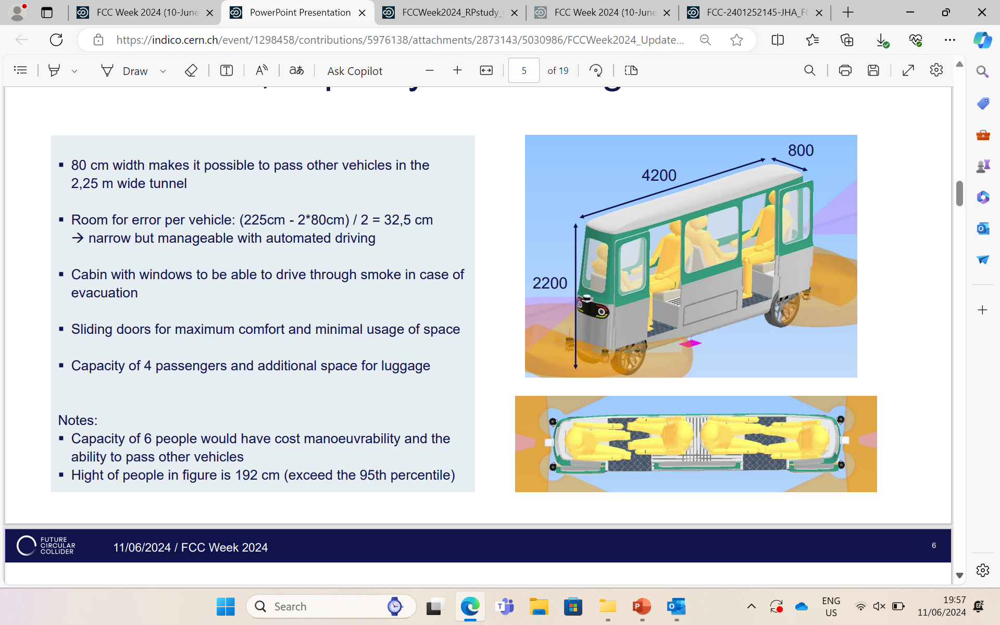 FCC Week 2024 (10-June
PowerPoint Presentation
FCCWeek2024_RPstudy_
FCC Week 2024 (10-June
FCC-2401252145-JHA_FC
https://indico.cern.ch/event/1298458/contributions/5976138/attachments/2873143/5030986/FCCWeek2024_Update...
Draw
T
A
aあ
Ask Copilot
5
of 19
80 cm width makes it possible to pass other vehicles in the
2,25 m wide tunnel
Room for error per vehicle: (225cm - 2*80cm) / 2 = 32,5 cm
→ narrow but manageable with automated driving
Cabin with windows to be able to drive through smoke in case of
evacuation
Sliding doors for maximum comfort and minimal usage of space
Capacity of 4 passengers and additional space for luggage
Notes:
Capacity of 6 people would have cost manoeuvrability and the
ability to pass other vehicles
Hight of people in figure is 192 cm (exceed the 95th percentile)
800
4200
2200
FUTURE
CIRCULAR
COLLIDER
11/06/2024 / FCC Week 2024
6
Search
ENG
US
19:57
11/06/2024